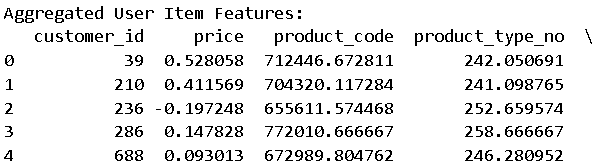 Aggregated User Item Features:
customer_id price product_code product_type_no \
0 39 0.528058 712446.672811 242.050691
1 210 0.411569 704320.117284 241.098765
2 236 -0.197248 655611.574468 252.659574
3 286 0.147828 772010.666667 258.666667
4 688 0.093013 672989.804762 246.280952